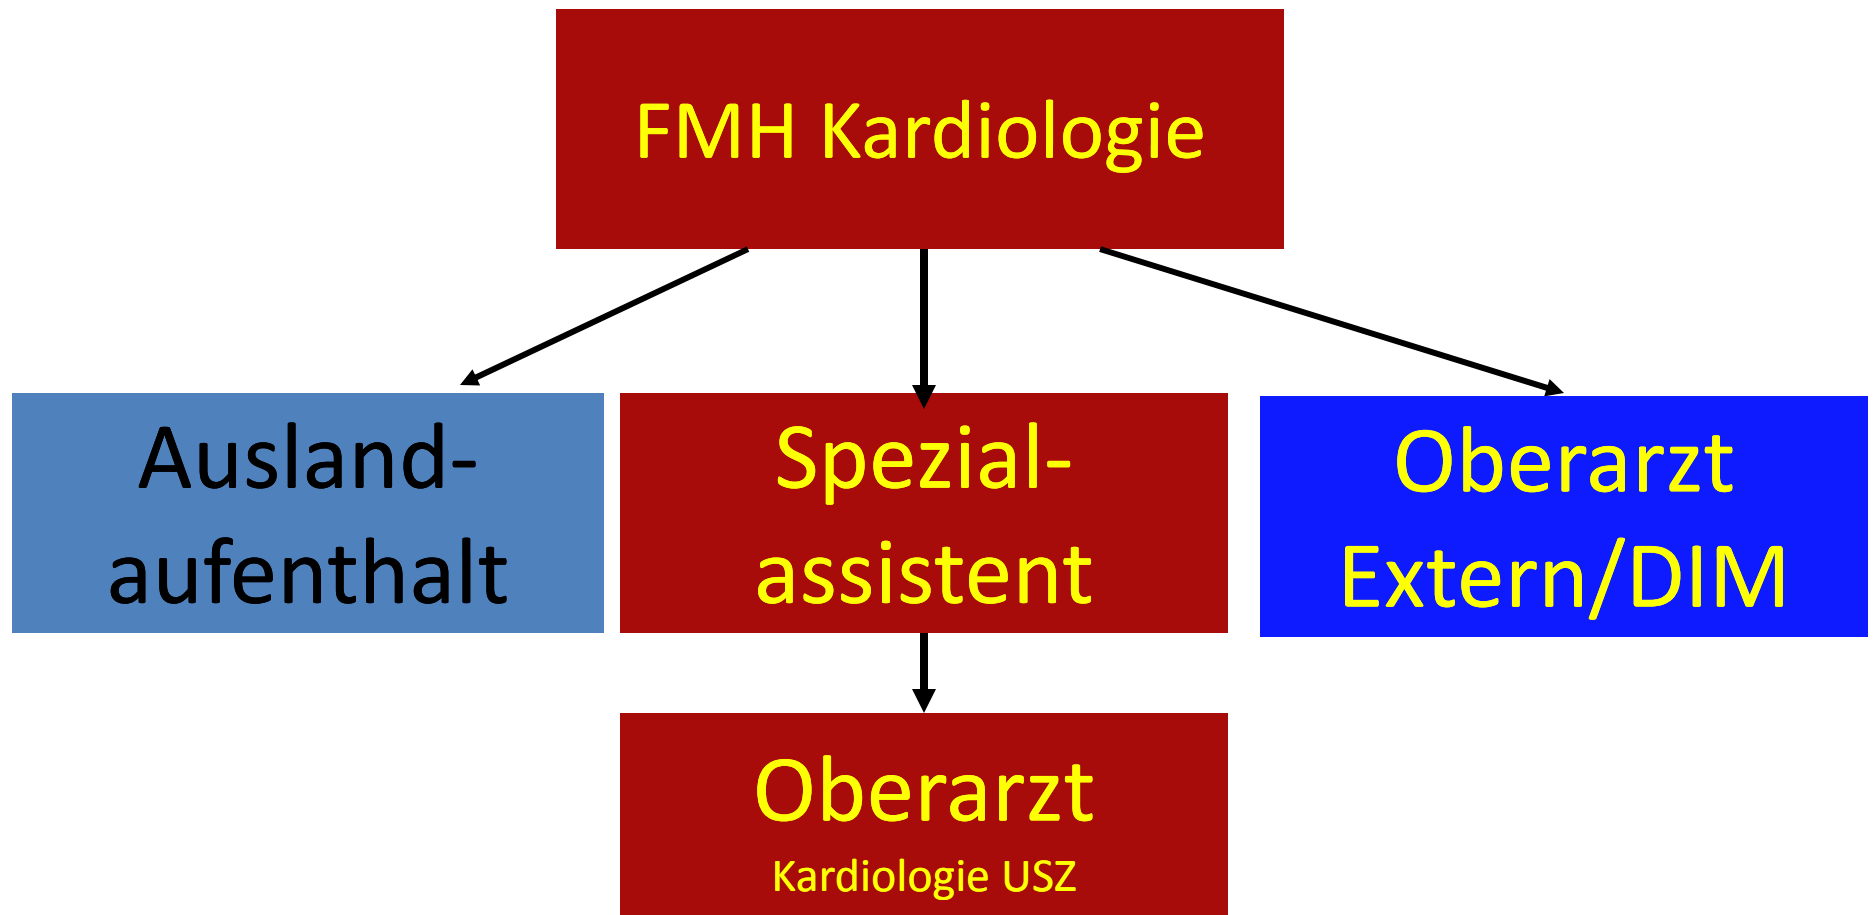 FMH Kardiologie
Ausland-
aufenthalt
Spezial-
assistent
Oberarzt
Extern/DIM
Oberarzt
Kardiologie USZ